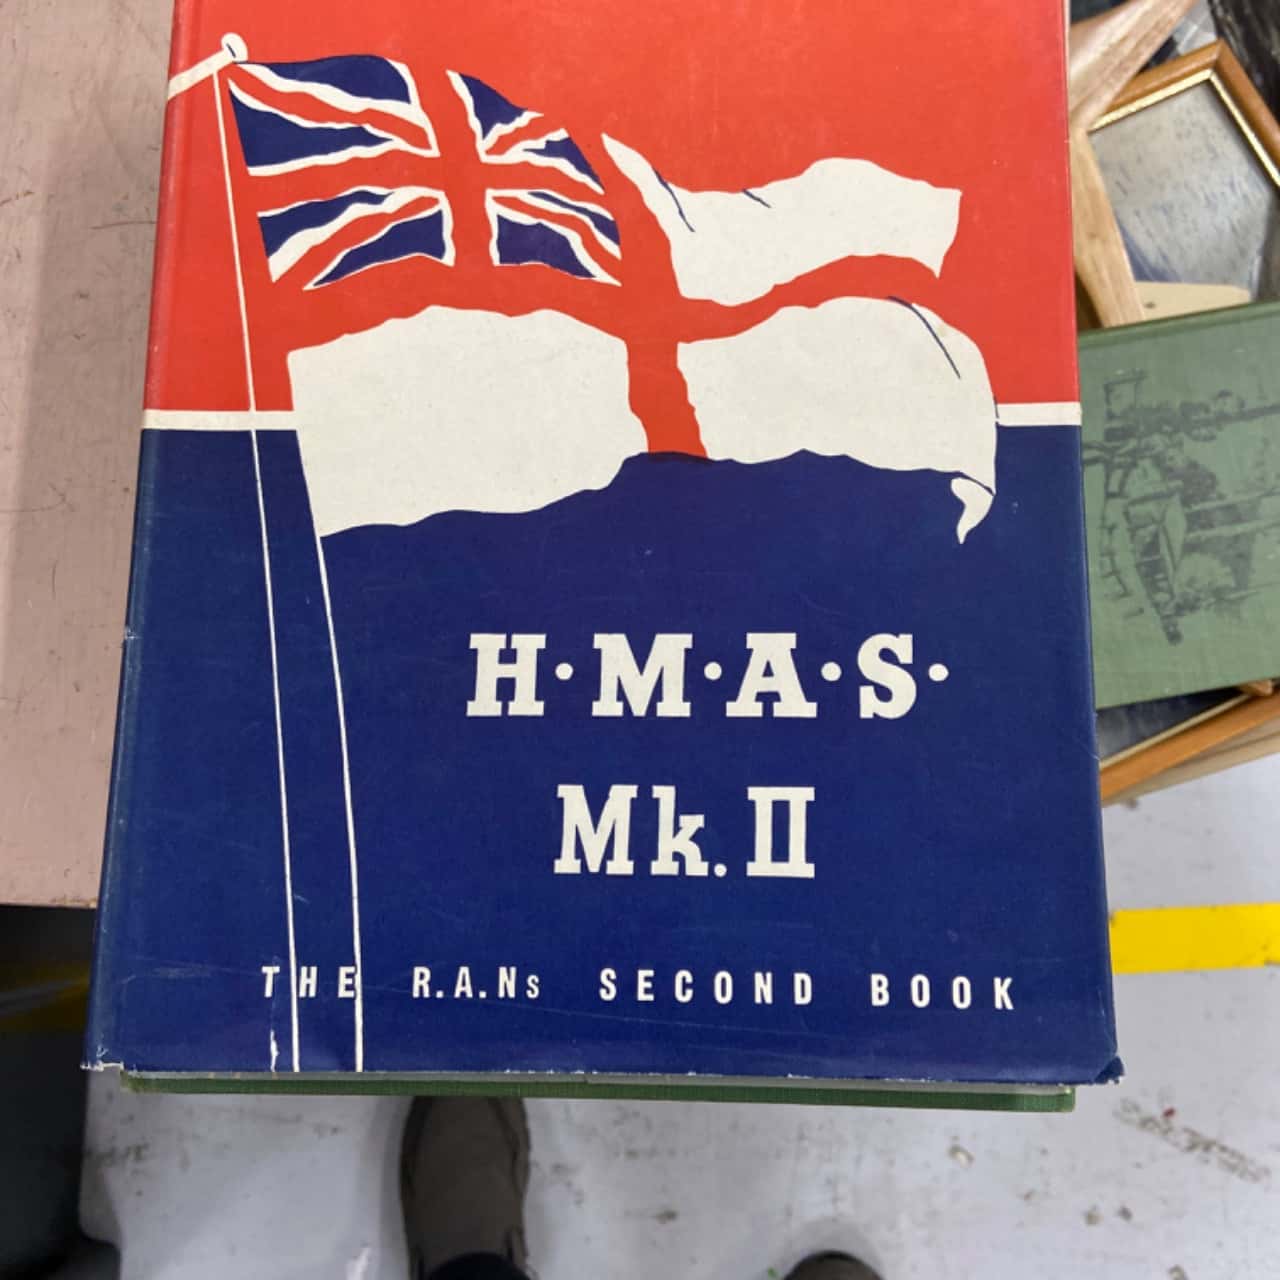 H·M·A·S·
Mk.II
THE R.A.Ns SECOND BOOK